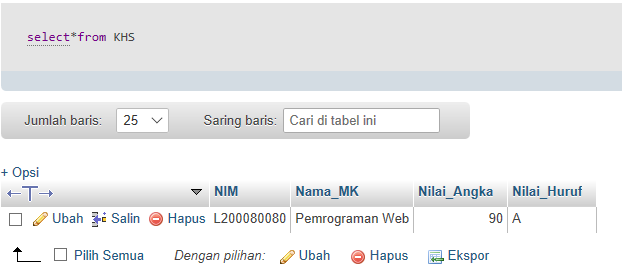 select*from KHS
Jumlah baris: 25 Saring baris: Cari di tabel ini
+ Opsi
←T→ NIM Nama_MK Nilai_Angka Nilai_Huruf
Ubah Salin Hapus L200080080 Pemrograman Web 90 A
Pilih Semua Dengan pilihan: Ubah Hapus Ekspor